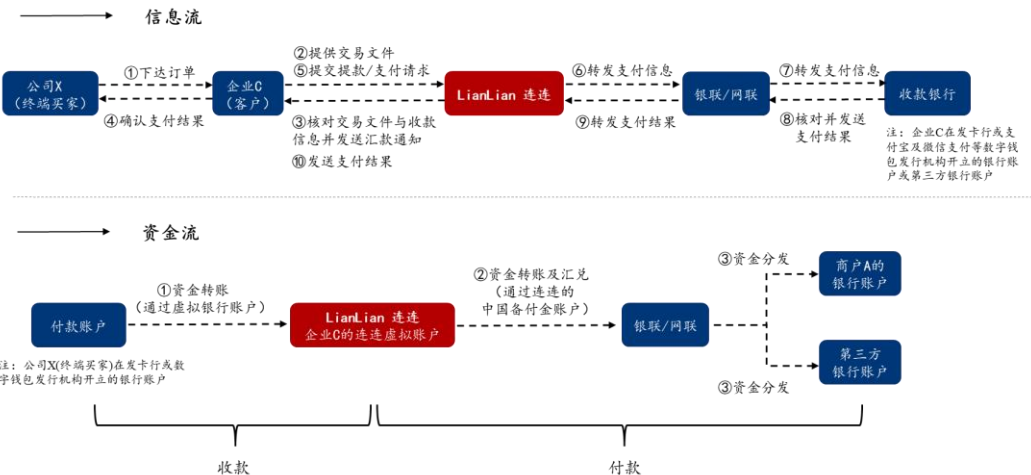 信息流
公司X
（终端买家）
①下达订单
④确认支付结果
企业C
（客户）
②提供交易文件
⑤提交提款/支付请求
③核对交易文件与收款
信息并发送汇款通知
⑩发送支付结果
LianLian 连连
⑥转发支付信息
⑨转发支付结果
银联/网联
⑦转发支付信息
⑧核对并发送
支付结果
收款银行
注：企业C在发卡行或支
付宝及微信支付等数字钱
包发行机构开立的银行账
户或第三方银行账户
资金流
付款账户
注：公司X(终端买家)在发卡行或数
字钱包发行机构开立的银行账户
①资金转账
（通过虚拟银行账户）
LianLian 连连
企业C的连连虚拟账户
②资金转账及汇兑
（通过连连的
中国备付金账户）
银联/网联
③资金分发
商户A的
银行账户
第三方
银行账户
③资金分发
收款
付款